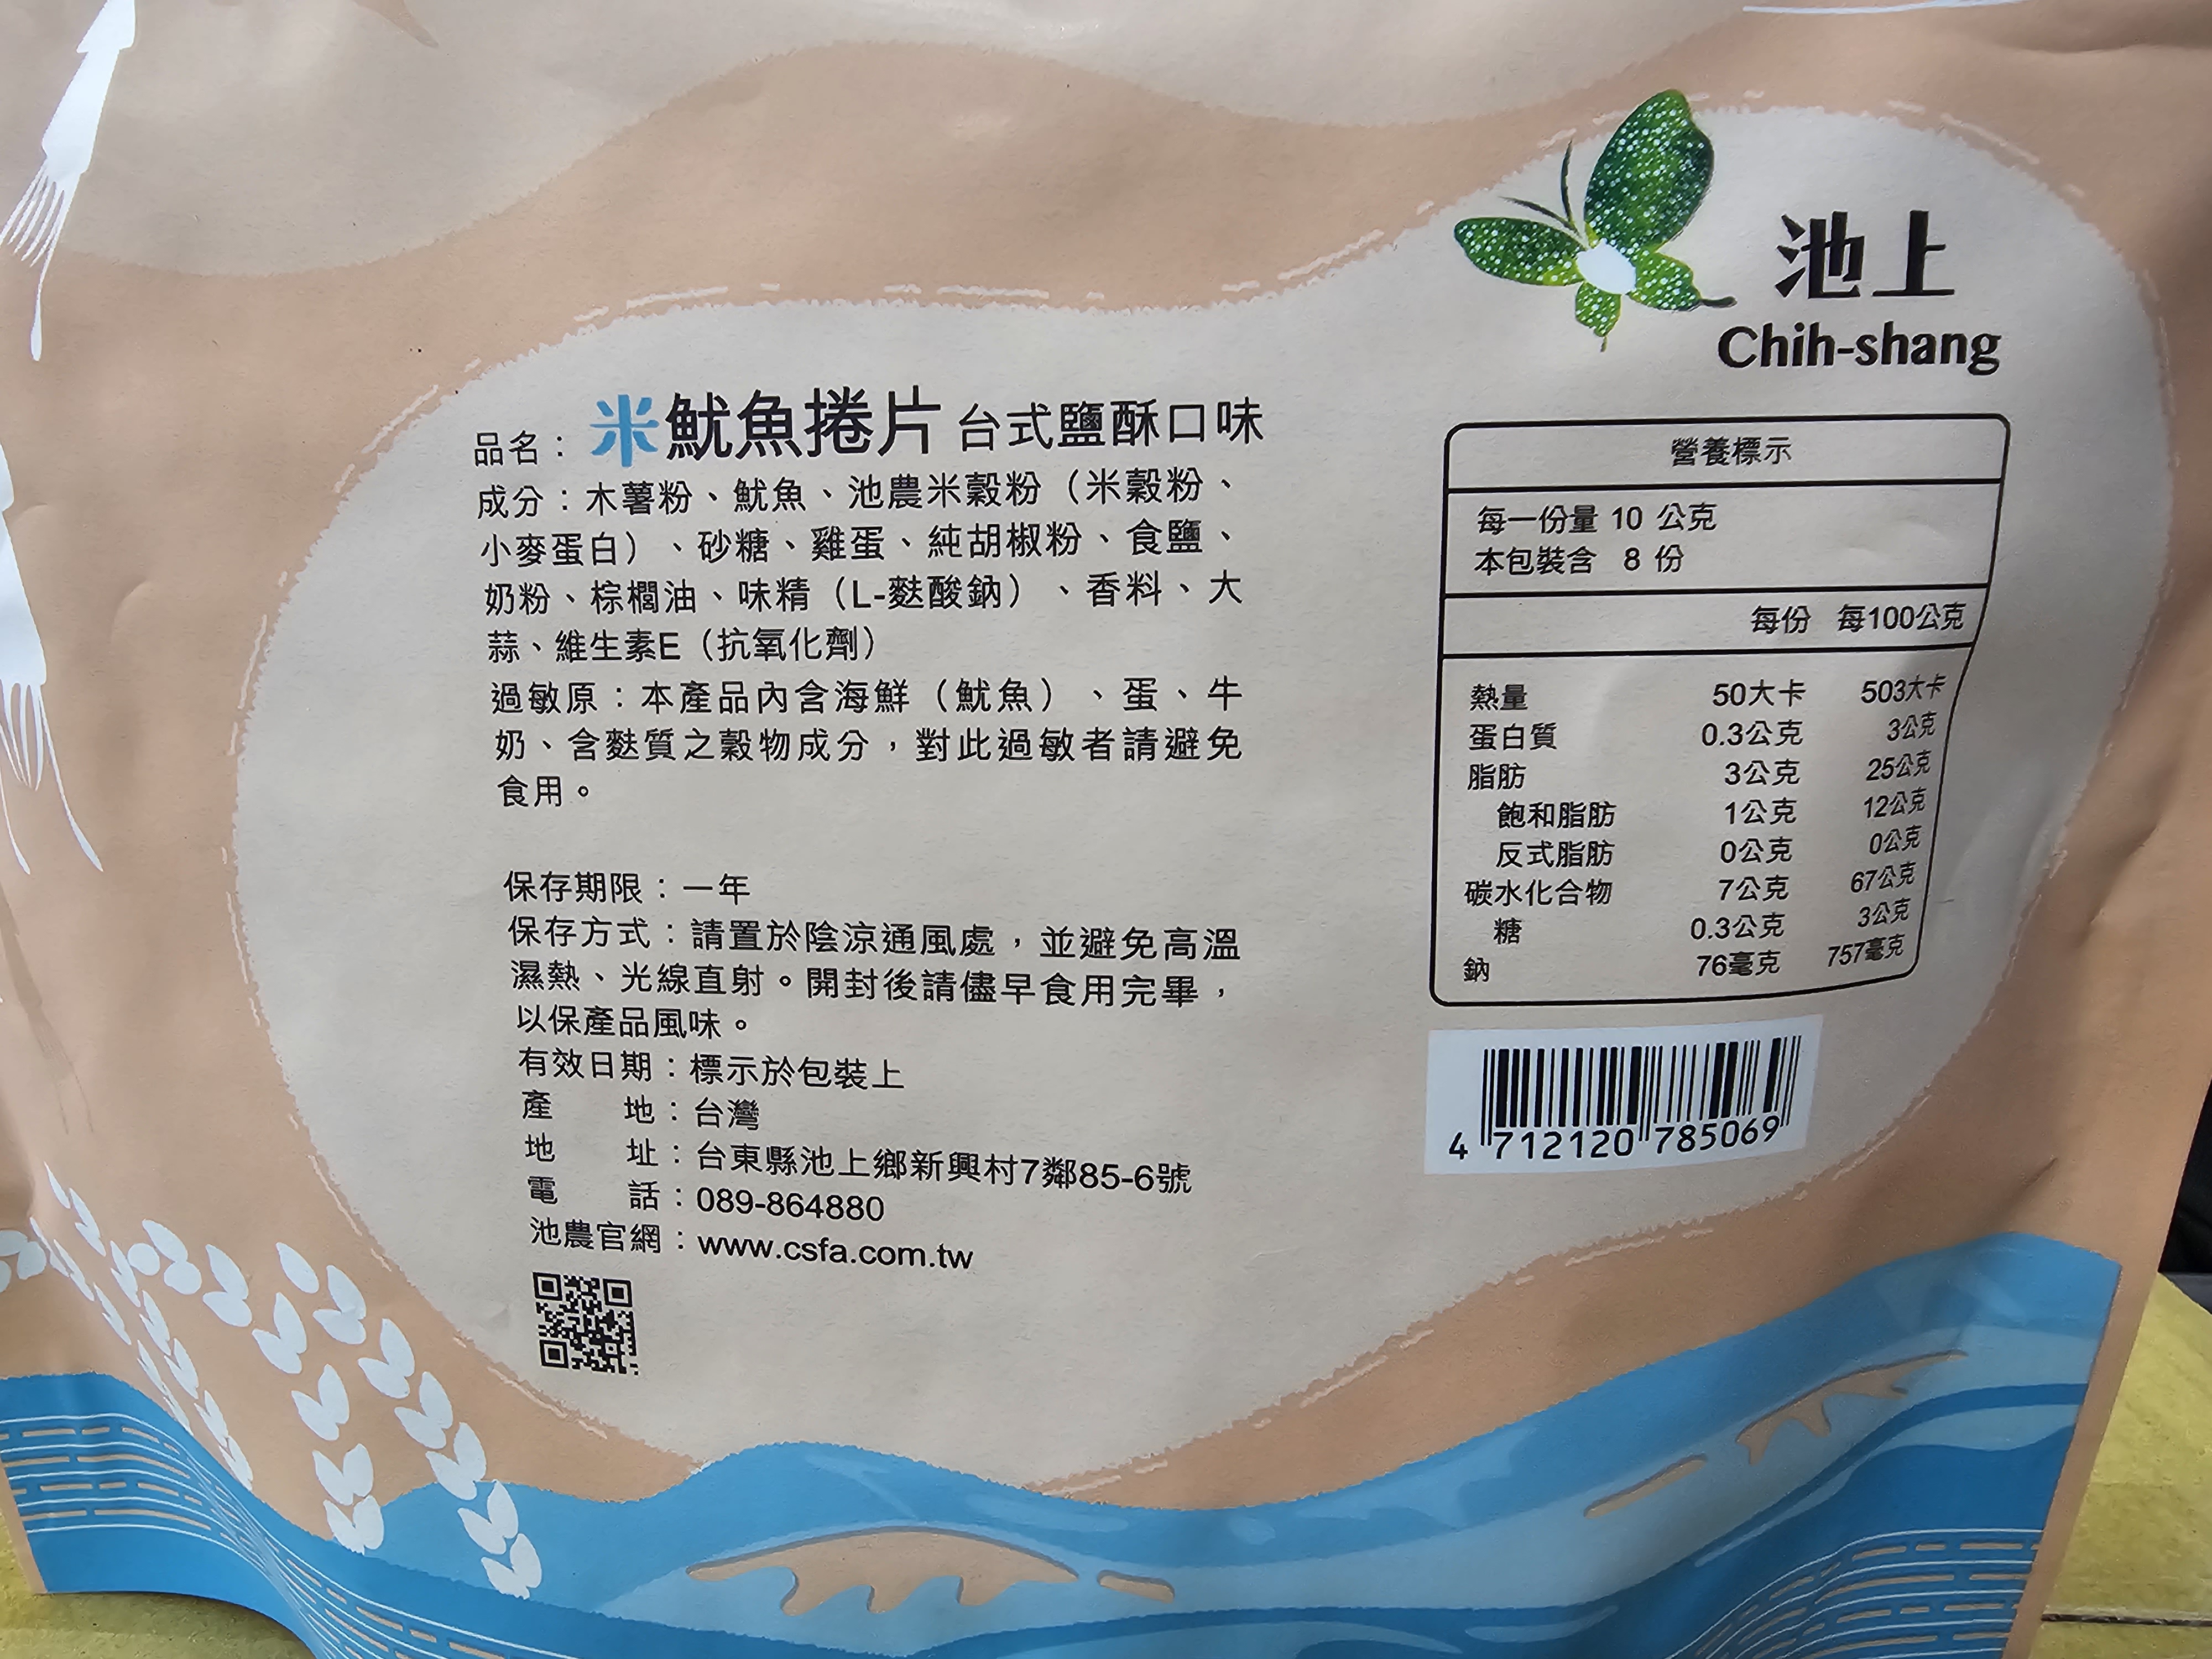 池上
Chih-shang
品名：米魷魚捲片 台式鹽酥口味
成分：木薯粉、魷魚、池農米穀粉（米穀粉、
小麥蛋白）、砂糖、雞蛋、純胡椒粉、食鹽、
奶粉、棕櫚油、味精（L-麩酸鈉）、香料、大
蒜、維生素E（抗氧化劑）
過敏原：本產品內含海鮮（魷魚）、蛋、牛
奶、含麩質之穀物成分，對此過敏者請避免
食用。
保存期限：一年
保存方式：請置於陰涼通風處，並避免高溫
濕熱、光線直射。開封後請儘早食用完畢，
以保產品風味。
有效日期：標示於包裝上
產　　地：台灣
地　　址：台東縣池上鄉新興村7鄰85-6號
電　　話：089-864880
池農官網：www.csfa.com.tw
營養標示
每一份量 10 公克
本包裝含 8 份
每份 每100公克
熱量 50大卡 503大卡
蛋白質 0.3公克 3公克
脂肪 3公克 25公克
飽和脂肪 1公克 12公克
反式脂肪 0公克 0公克
碳水化合物 7公克 67公克
糖 0.3公克 3公克
鈉 76毫克 757毫克
4 712120 785069